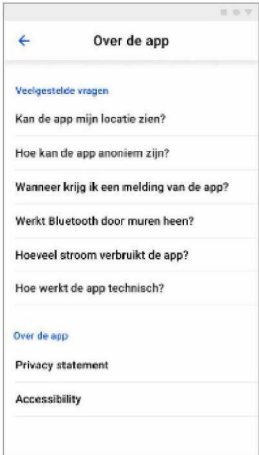 Over de app
Veelgestelde vragen
Kan de app mijn locatie zien?
Hoe kan de app anoniem zijn?
Wanneer krijg ik een melding van de app?
Werkt Bluetooth door muren heen?
Hoeveel stroom verbruikt de app?
Hoe werkt de app technisch?
Over de app
Privacy statement
Accessibility